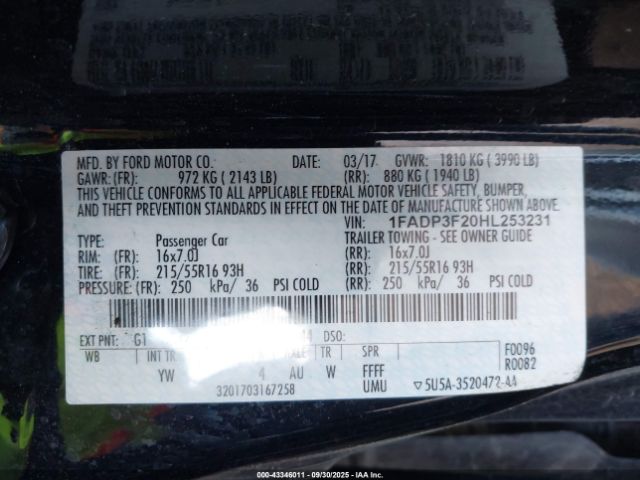 MFD. BY FORD MOTOR CO. DATE: 03/17 GVWR: 1810 KG ( 3990 LB)
GAWR: (FR): 972 KG ( 2143 LB) (RR): 880 KG ( 1940 LB)
THIS VEHICLE CONFORMS TO ALL APPLICABLE FEDERAL MOTOR VEHICLE SAFETY, BUMPER,
AND THEFT PREVENTION STANDARDS IN EFFECT ON THE DATE OF MANUFACTURE SHOWN ABOVE.
VIN: 1FADP3F20HL253231
TYPE: Passenger Car TRAILER TOWING - SEE OWNER GUIDE
RIM: (FR): 16x7.0J (RR): 16x7.0J
TIRE: (FR): 215/55R16 93H (RR): 215/55R16 93H
PRESSURE: (FR): 250 kPa/ 36 PSI COLD (RR): 250 kPa/ 36 PSI COLD
EXT PNT: G1 DSO: F0096
WB INT TR TR SPR R0082
YW 4 AU W FFFF
3201703167258 UMU ▽5U5A-3520472-AA
000-43346011 - 09/30/2025 - IAA Inc.